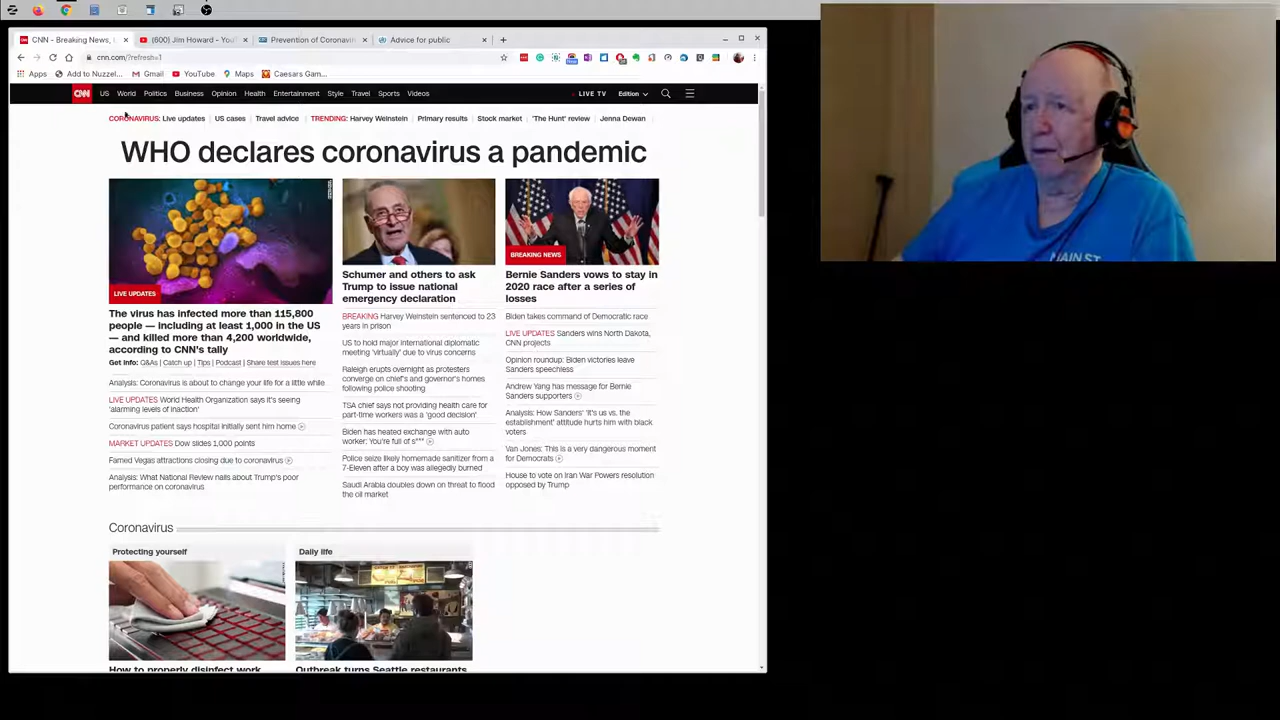 CNN - Breaking News,
(600) Jim Howard - You
Prevention of Coronavir
Advice for public
cnn.com/?refresh=1
Apps
Add to Nuzzel...
Gmail
YouTube
Maps
Caesars Gam...
CNN US World Politics Business Opinion Health Entertainment Style Travel Sports Videos LIVE TV Edition
CORONAVIRUS: Live updates US cases Travel advice TRENDING: Harvey Weinstein Primary results Stock market 'The Hunt' review Jenna Dewan
WHO declares coronavirus a pandemic
LIVE UPDATES
The virus has infected more than 115,800
people — including at least 1,000 in the US
— and killed more than 4,200 worldwide,
according to CNN's tally
Get info: Q&As | Catch up | Tips | Podcast | Share test issues here
Analysis: Coronavirus is about to change your life for a little while
LIVE UPDATES World Health Organization says it's seeing
'alarming levels of inaction'
Coronavirus patient says hospital initially sent him home
MARKET UPDATES Dow slides 1,000 points
Famed Vegas attractions closing due to coronavirus
Analysis: What National Review nails about Trump's poor
performance on coronavirus
Schumer and others to ask
Trump to issue national
emergency declaration
BREAKING Harvey Weinstein sentenced to 23
years in prison
US to hold major international diplomatic
meeting 'virtually' due to virus concerns
Raleigh erupts overnight as protesters
converge on chief's and governor's homes
following police shooting
TSA chief says not providing health care for
part-time workers was a 'good decision'
Biden has heated exchange with auto
worker: You're full of s***
Police seize likely homemade sanitizer from a
7-Eleven after a boy was allegedly burned
Saudi Arabia doubles down on threat to flood
the oil market
BREAKING NEWS
Bernie Sanders vows to stay in
2020 race after a series of
losses
Biden takes command of Democratic race
LIVE UPDATES Sanders wins North Dakota,
CNN projects
Opinion roundup: Biden victories leave
Sanders speechless
Andrew Yang has message for Bernie
Sanders supporters
Analysis: How Sanders' 'it's us vs. the
establishment' attitude hurts him with black
voters
Van Jones: This is a very dangerous moment
for Democrats
House to vote on Iran War Powers resolution
opposed by Trump
Coronavirus
Protecting yourself
Daily life
How to properly disinfect work
Outbreak turns Seattle restaurants
MAIN ST